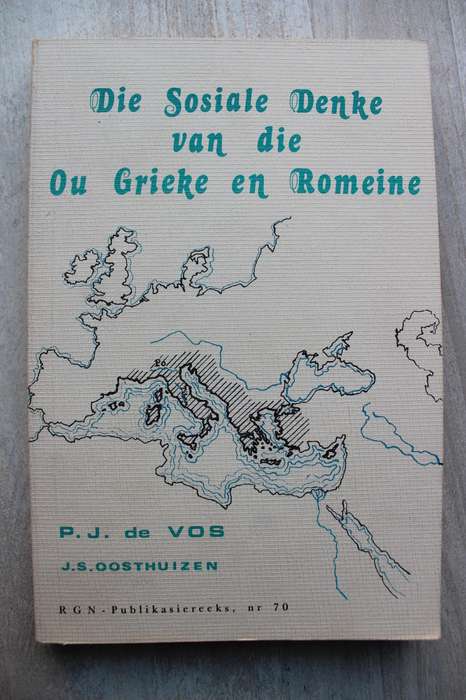 Die Sosiale Denke
van die
Ou Grieke en Romeine
P.J. de VOS
J.S.OOSTHUIZEN
RGN-Publikasiereeks, nr 70